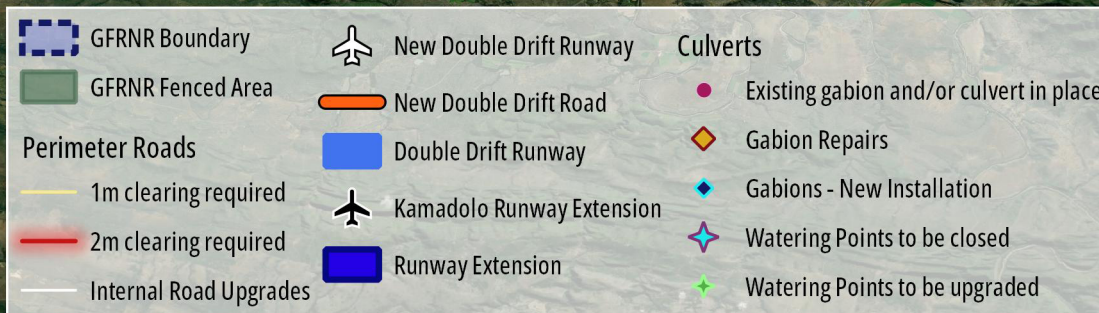 GFRNR Boundary
GFRNR Fenced Area
Perimeter Roads
1m clearing required
2m clearing required
Internal Road Upgrades
New Double Drift Runway
New Double Drift Road
Double Drift Runway
Kamadolo Runway Extension
Runway Extension
Culverts
Existing gabion and/or culvert in place
Gabion Repairs
Gabions - New Installation
Watering Points to be closed
Watering Points to be upgraded